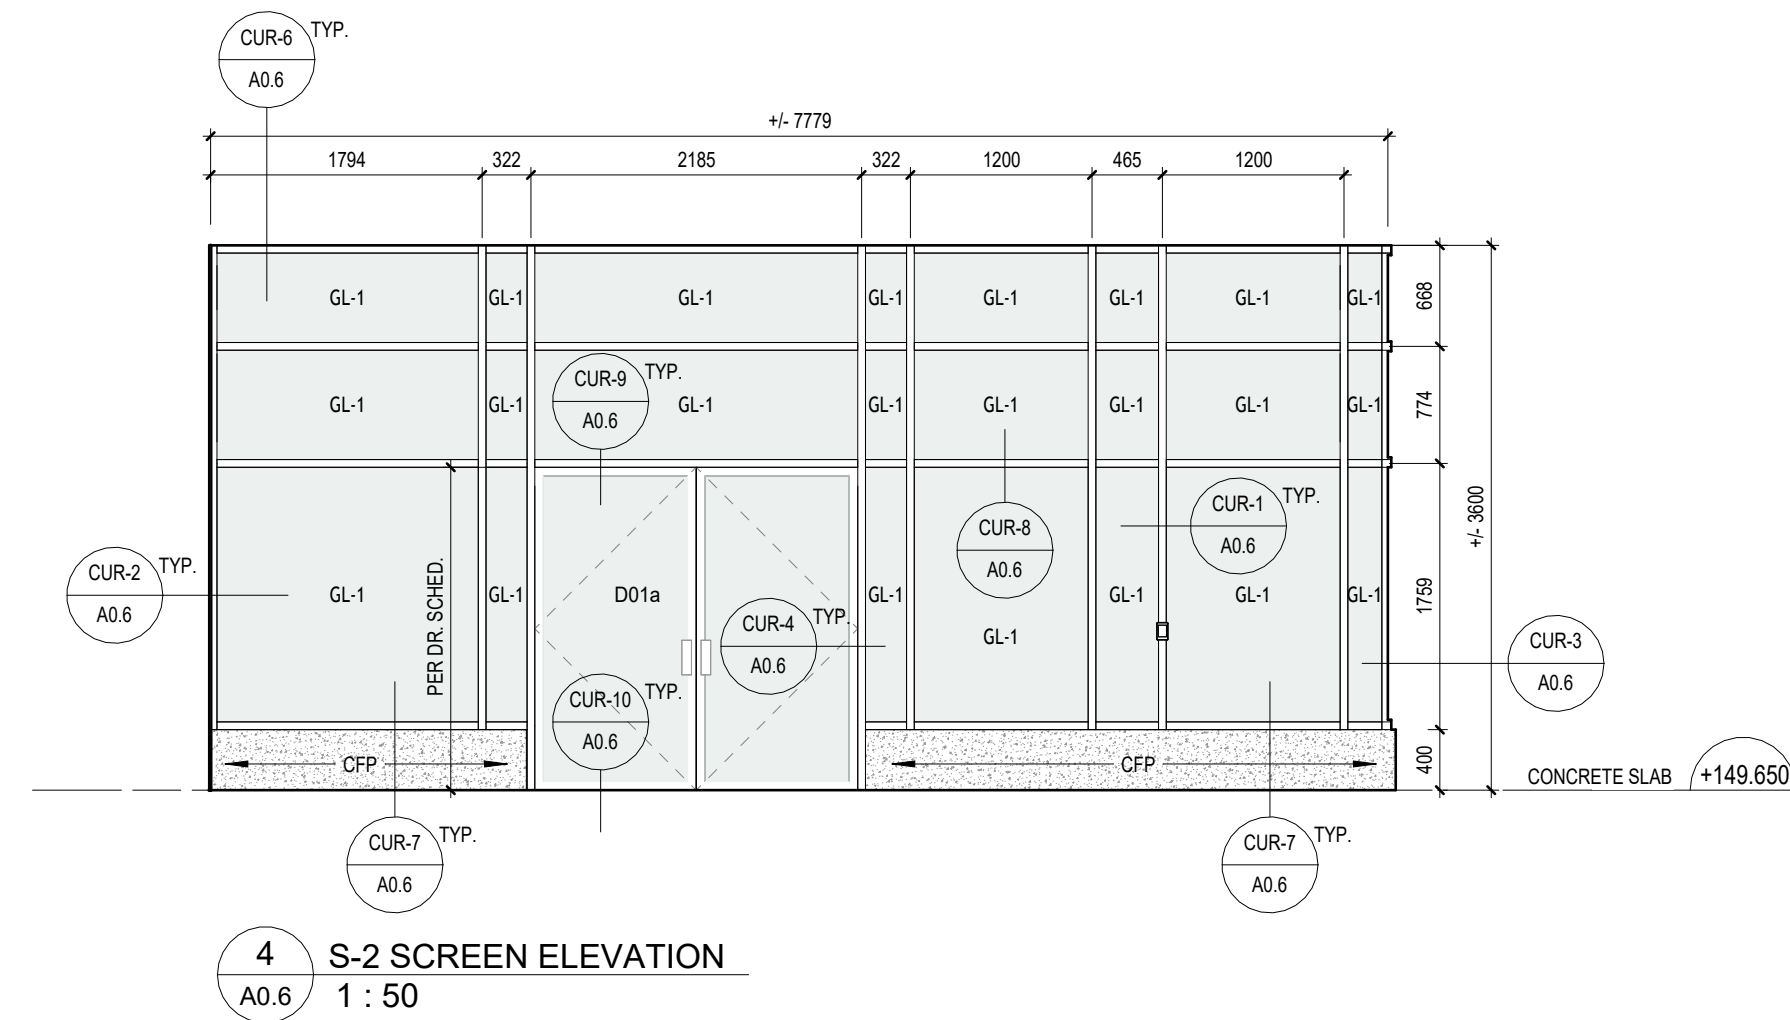 CUR-6 TYP.
A0.6
+/- 7779
1794 322 2185 322 1200 465 1200
GL-1 GL-1 GL-1 GL-1 GL-1 GL-1 GL-1 GL-1
668
CUR-9 TYP.
A0.6
GL-1 GL-1 GL-1 GL-1 GL-1 GL-1 GL-1 GL-1
774
CUR-1 TYP.
A0.6
CUR-8
A0.6
+/- 3600
CUR-2 TYP.
A0.6
PER DR. SCHED.
GL-1 GL-1 D01a GL-1 GL-1 GL-1 GL-1
1759
GL-1
CUR-4 TYP.
A0.6
CUR-3
A0.6
CUR-10 TYP.
A0.6
CFP CFP
400
CONCRETE SLAB +149.650
CUR-7 TYP.
A0.6
CUR-7 TYP.
A0.6
4 S-2 SCREEN ELEVATION
A0.6 1 : 50